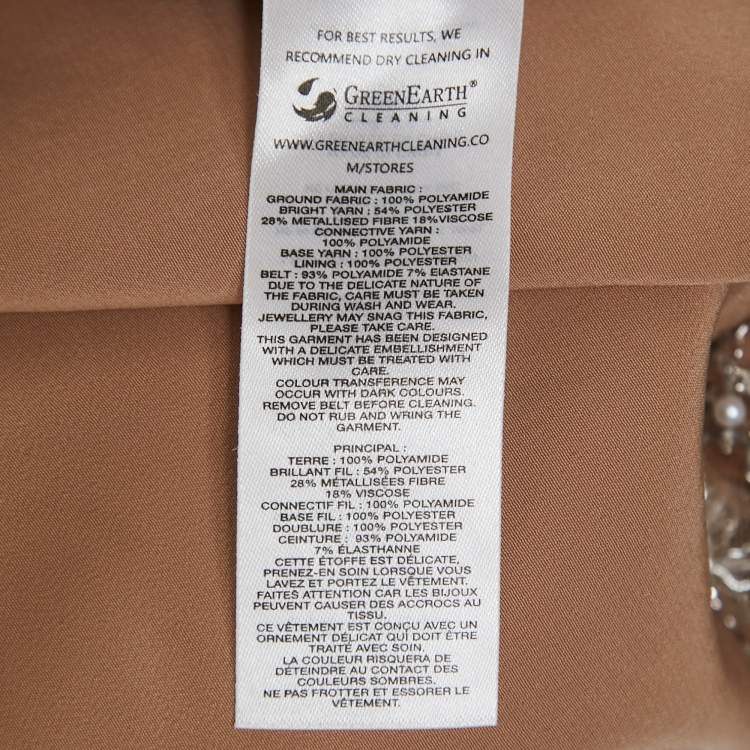 FOR BEST RESULTS, WE
RECOMMEND DRY CLEANING IN
GREENEARTH®
CLEANING
WWW.GREENEARTHCLEANING.CO
M/STORES
MAIN FABRIC :
GROUND FABRIC : 100% POLYAMIDE
BRIGHT YARN : 54% POLYESTER
28% METALLISED FIBRE 18%VISCOSE
CONNECTIVE YARN :
100% POLYAMIDE
BASE YARN : 100% POLYESTER
LINING : 100% POLYESTER
BELT : 93% POLYAMIDE 7% ELASTANE
DUE TO THE DELICATE NATURE OF
THE FABRIC, CARE MUST BE TAKEN
DURING WASH AND WEAR.
JEWELLERY MAY SNAG THIS FABRIC,
PLEASE TAKE CARE.
THIS GARMENT HAS BEEN DESIGNED
WITH A DELICATE EMBELLISHMENT
WHICH MUST BE TREATED WITH
CARE.
COLOUR TRANSFERENCE MAY
OCCUR WITH DARK COLOURS.
REMOVE BELT BEFORE CLEANING.
DO NOT RUB AND WRING THE
GARMENT.
PRINCIPAL :
TERRE : 100% POLYAMIDE
BRILLANT FIL : 54% POLYESTER
28% MÉTALLISÉES FIBRE
18% VISCOSE
CONNECTIF FIL : 100% POLYAMIDE
BASE FIL : 100% POLYESTER
DOUBLURE : 100% POLYESTER
CEINTURE : 93% POLYAMIDE
7% ÉLASTHANNE
CETTE ÉTOFFE EST DÉLICATE,
PRENEZ-EN SOIN LORSQUE VOUS
LAVEZ ET PORTEZ LE VÊTEMENT.
FAITES ATTENTION CAR LES BIJOUX
PEUVENT CAUSER DES ACCROCS AU
TISSU.
CE VÊTEMENT EST CONÇU AVEC UN
ORNEMENT DÉLICAT QUI DOIT ÊTRE
TRAITÉ AVEC SOIN.
LA COULEUR RISQUERA DE
DÉTEINDRE AU CONTACT DES
COULEURS SOMBRES.
NE PAS FROTTER ET ESSORER LE
VÊTEMENT.